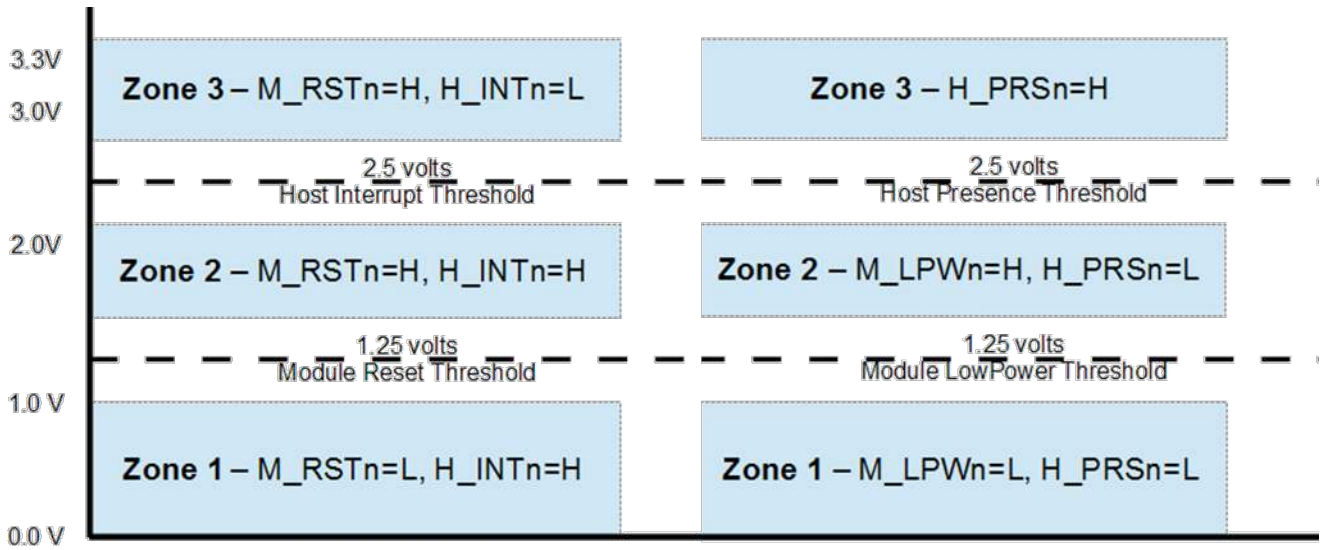 3.3V
Zone 3 – M_RSTn=H, H_INTn=L
Zone 3 – H_PRSn=H
3.0V
2.5 volts
2.5 volts
Host Interrupt Threshold
Host Presence Threshold
2.0V
Zone 2 – M_RSTn=H, H_INTn=H
Zone 2 – M_LPWn=H, H_PRSn=L
1.25 volts
1.25 volts
Module Reset Threshold
Module LowPower Threshold
1.0 V
Zone 1 – M_RSTn=L, H_INTn=H
Zone 1 – M_LPWn=L, H_PRSn=L
0.0 V